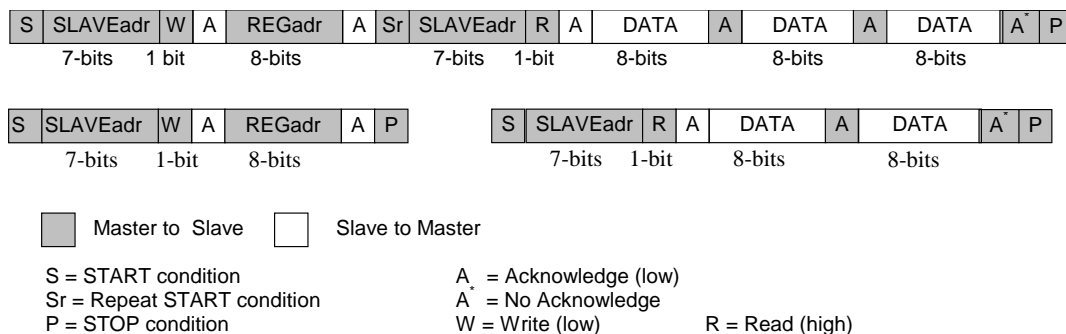 S SLAVEadr W A REGadr A Sr SLAVEadr R A DATA A DATA A DATA A* P
7-bits 1 bit 8-bits 7-bits 1-bit 8-bits 8-bits 8-bits
S SLAVEadr W A REGadr A P S SLAVEadr R A DATA A DATA A* P
7-bits 1-bit 8-bits 7-bits 1-bit 8-bits 8-bits
Master to Slave Slave to Master
S = START condition A = Acknowledge (low)
Sr = Repeat START condition A* = No Acknowledge
P = STOP condition W = Write (low) R = Read (high)